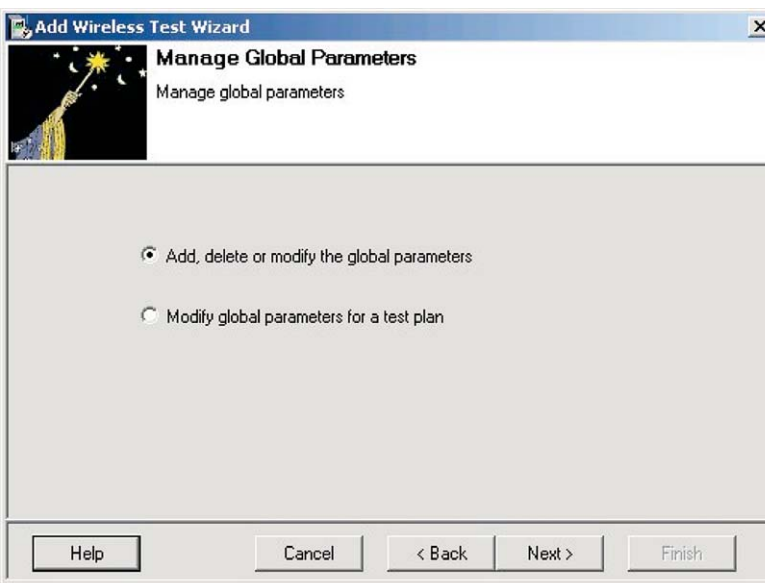 Add Wireless Test Wizard
Manage Global Parameters
Manage global parameters
Add, delete or modify the global parameters
Modify global parameters for a test plan
Help
Cancel
< Back
Next >
Finish